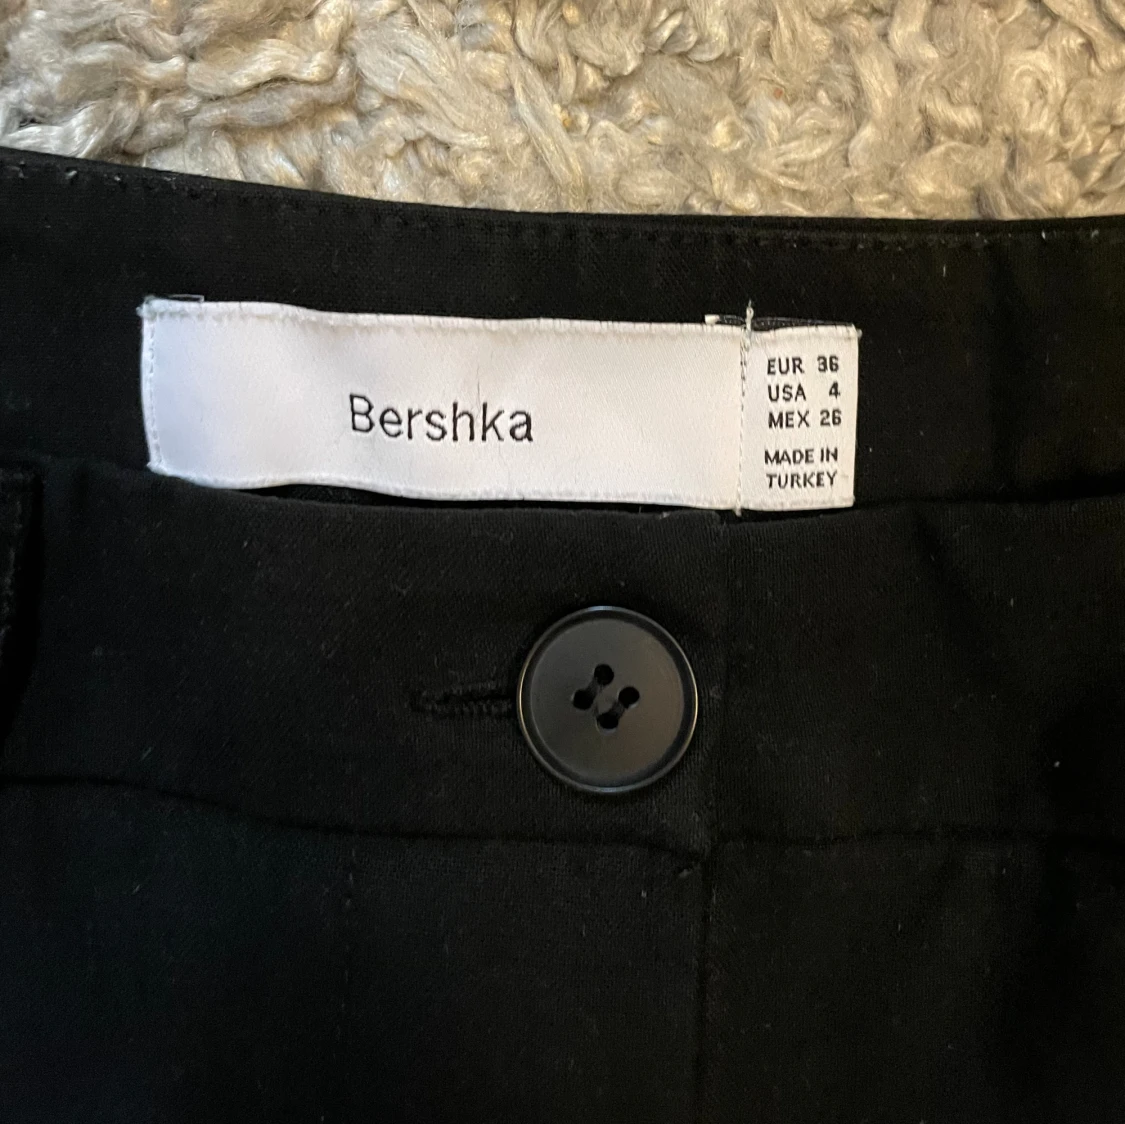 Bershka
EUR 36
USA 4
MEX 26
MADE IN
TURKEY